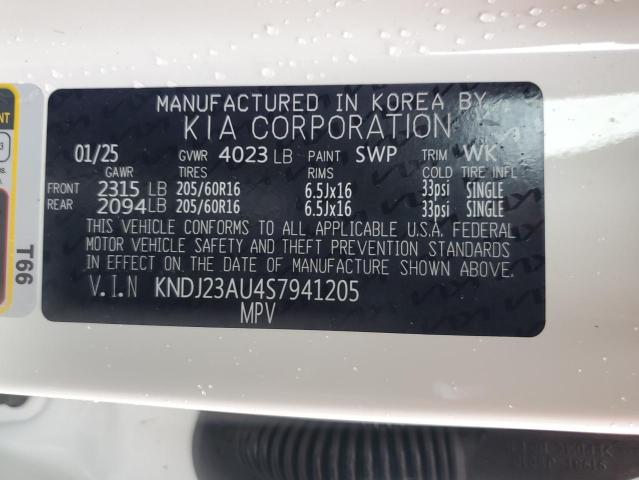 MANUFACTURED IN KOREA BY
KIA CORPORATION
01/25 GVWR 4023 LB PAINT SWP TRIM WK
GAWR TIRES RIMS COLD TIRE INFL
FRONT 2315 LB 205/60R16 6.5Jx16 33psi SINGLE
REAR 2094LB 205/60R16 6.5Jx16 33psi SINGLE
THIS VEHICLE CONFORMS TO ALL APPLICABLE U.S.A. FEDERAL
MOTOR VEHICLE SAFETY AND THEFT PREVENTION STANDARDS
IN EFFECT ON THE DATE OF MANUFACTURE SHOWN ABOVE.
V.I.N KNDJ23AU4S7941205
MPV
T66